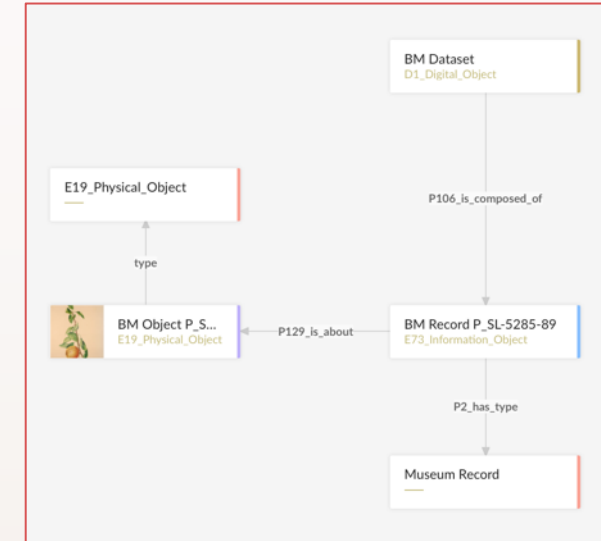 BM Dataset
D1_Digital_Object
P106_is_composed_of
E19_Physical_Object
type
BM Object P_S...
E19_Physical_Object
P129_is_about
BM Record P_SL-5285-89
E73_Information_Object
P2_has_type
Museum Record